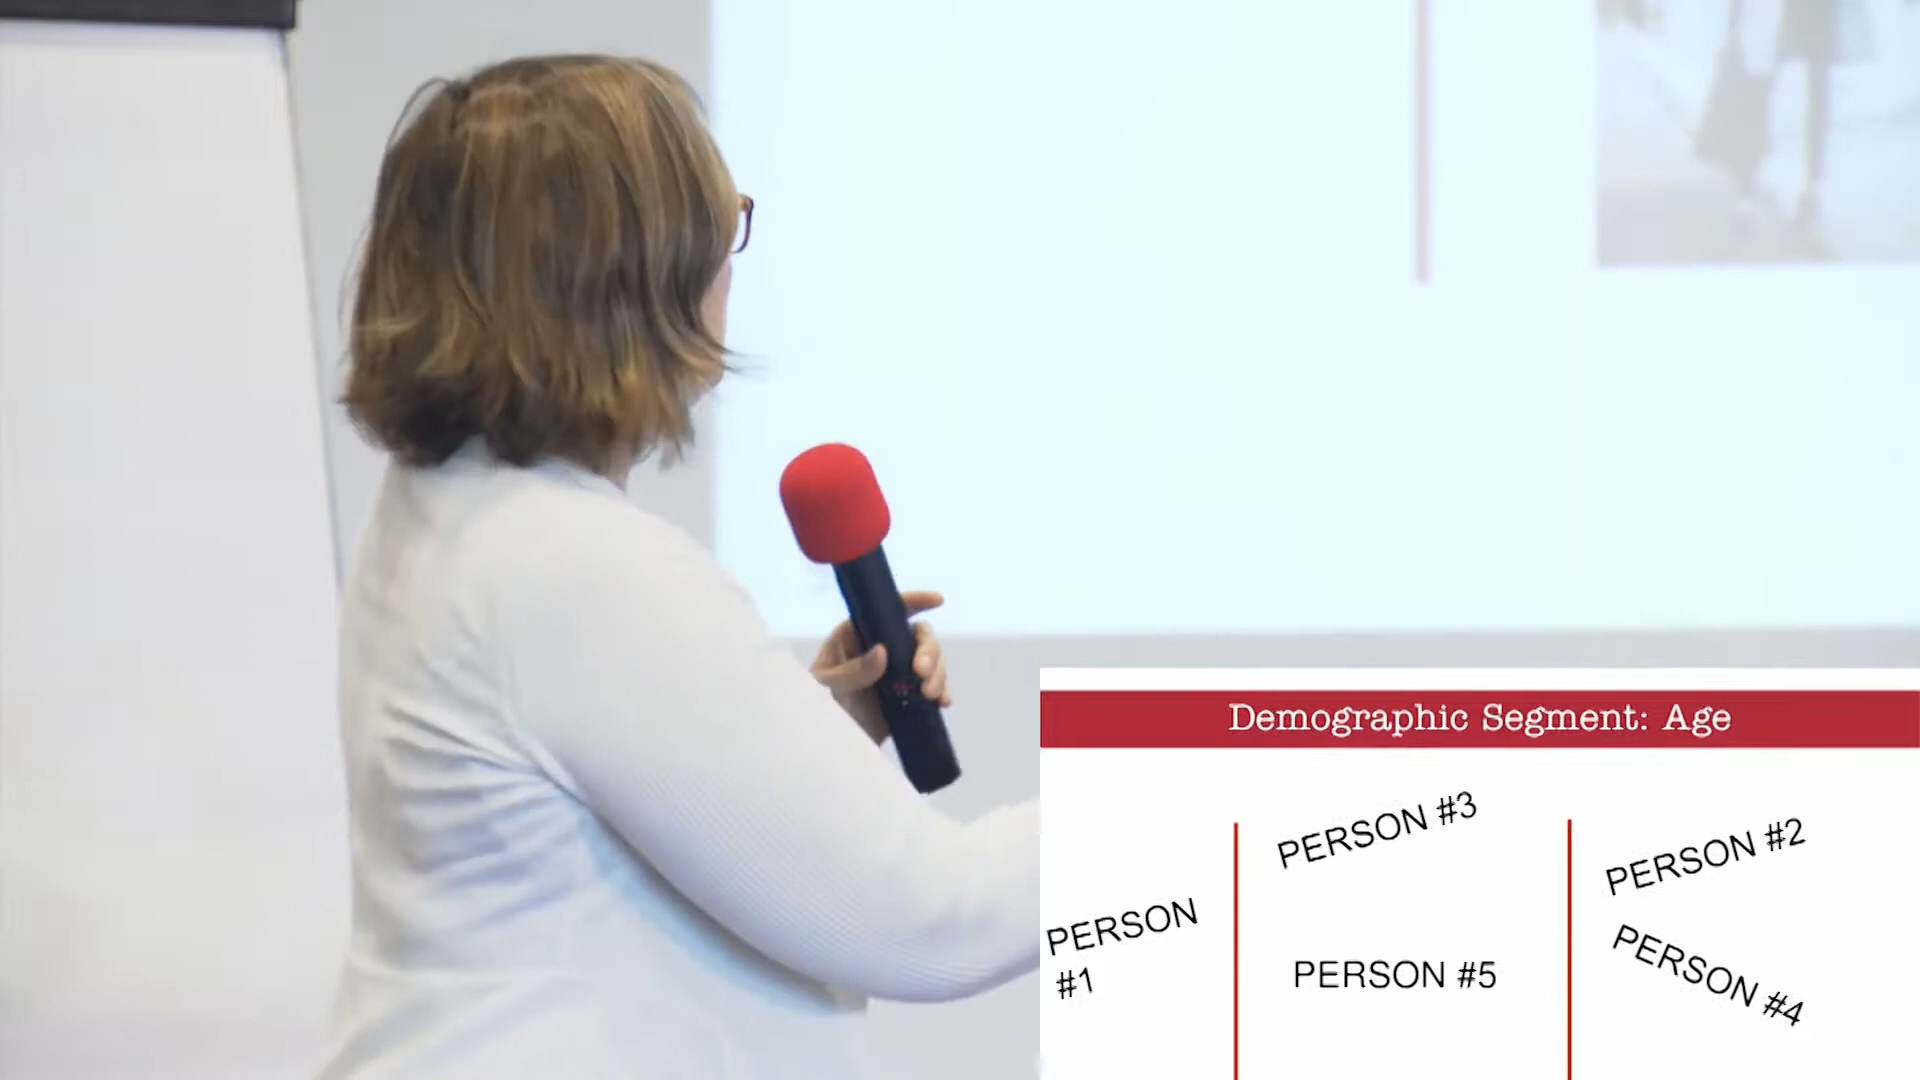 Demographic Segment: Age
PERSON #3
PERSON #2
PERSON
#1
PERSON #5
PERSON #4